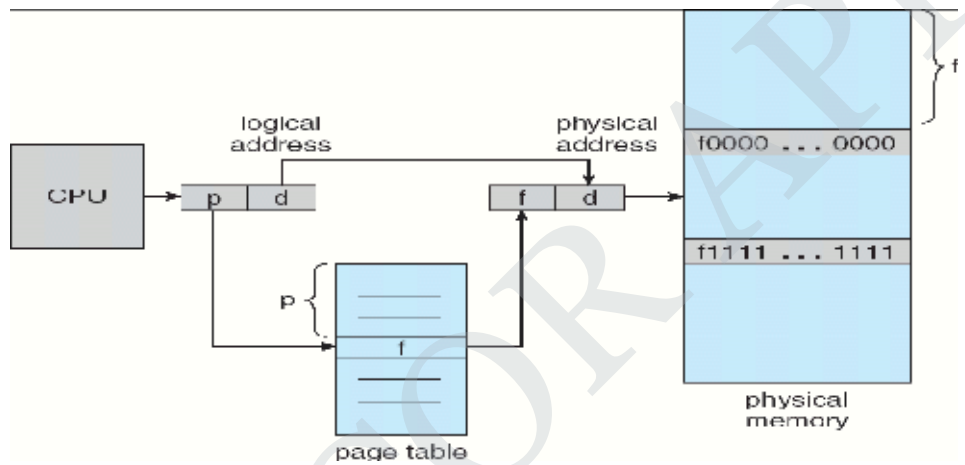 CPU
logical
address
p d
physical
address
f d
p
f
page table
f0000 ... 0000
f1111 ... 1111
f
physical
memory